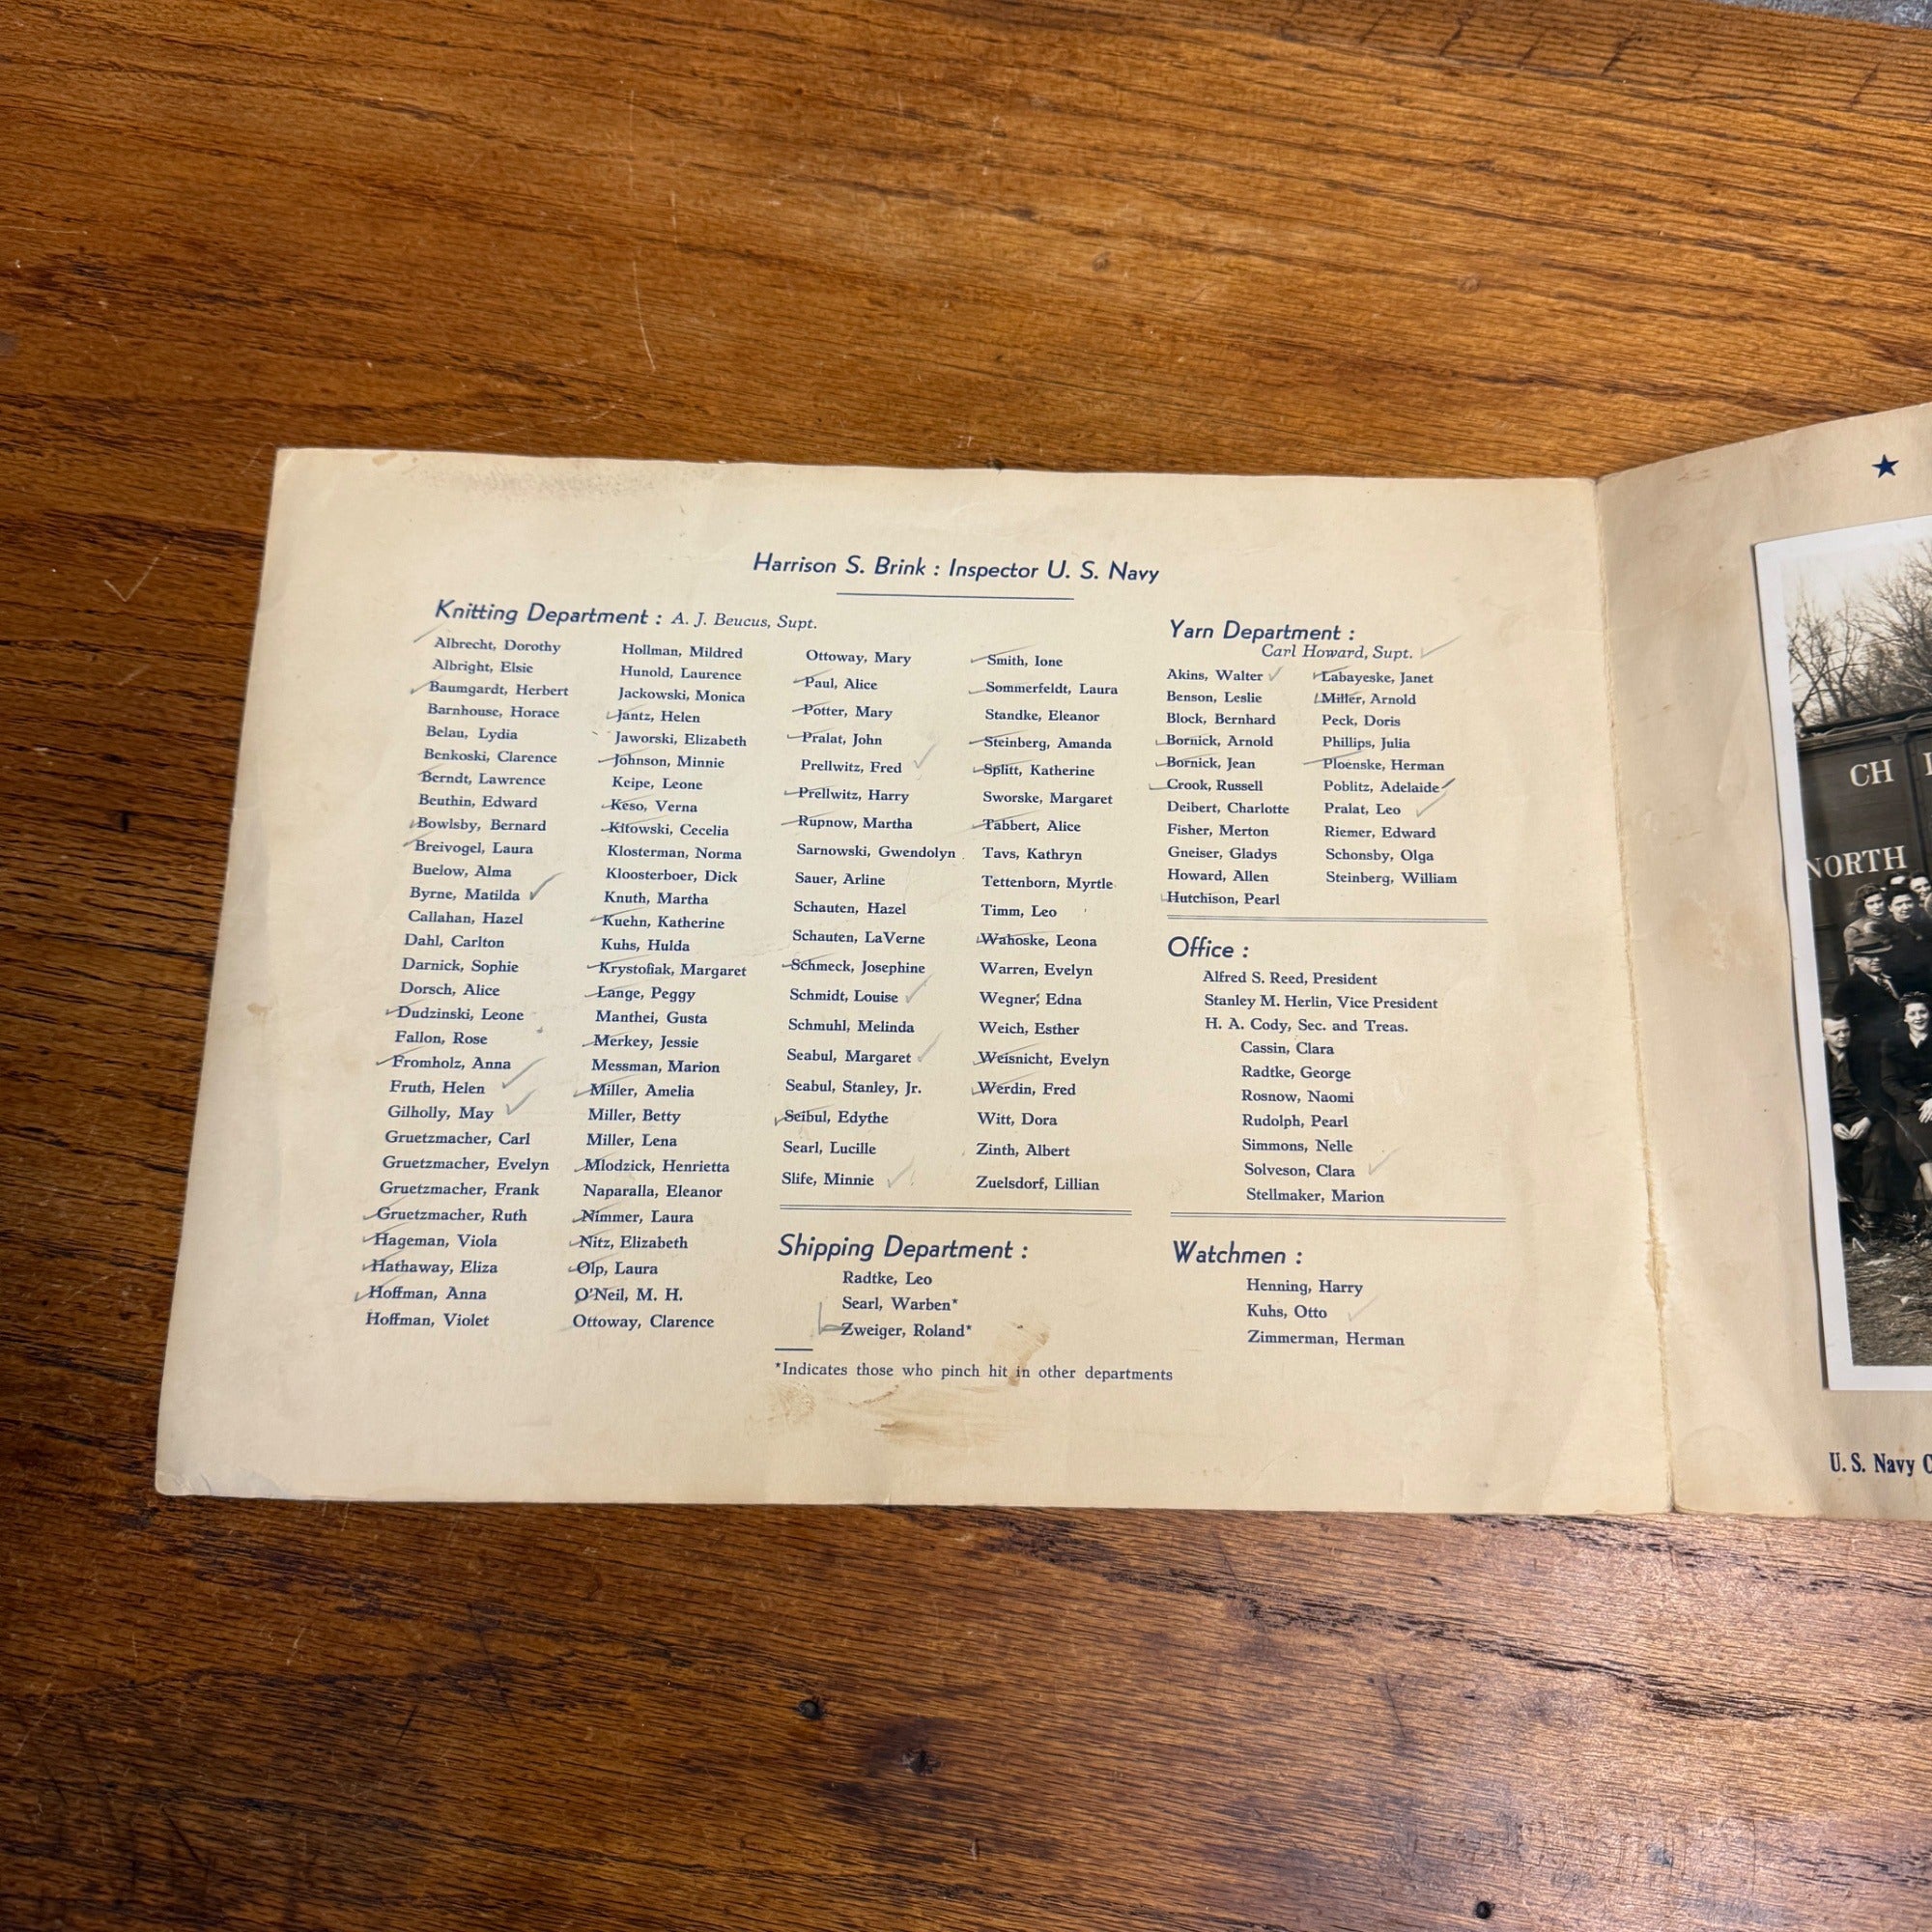 Harrison S. Brink : Inspector U. S. Navy
Knitting Department : A. J. Beucus, Supt.
Albrecht, Dorothy
Albright, Elsie
Baumgardt, Herbert
Barnhouse, Horace
Belau, Lydia
Benkoski, Clarence
Berndt, Lawrence
Beuthin, Edward
Bowlsby, Bernard
Breivogel, Laura
Buelow, Alma
Byrne, Matilda
Callahan, Hazel
Dahl, Carlton
Darnick, Sophie
Dorsch, Alice
Dudzinski, Leone
Fallon, Rose
Fromholz, Anna
Fruth, Helen
Gilholly, May
Gruetzmacher, Carl
Gruetzmacher, Evelyn
Gruetzmacher, Frank
Gruetzmacher, Ruth
Hageman, Viola
Hathaway, Eliza
Hoffman, Anna
Hoffman, Violet
Hollman, Mildred
Hunold, Laurence
Jackowski, Monica
Jantz, Helen
Jaworski, Elizabeth
Johnson, Minnie
Keipe, Leone
Keso, Verna
Kitowski, Cecelia
Klosterman, Norma
Kloosterboer, Dick
Knuth, Martha
Kuehn, Katherine
Kuhs, Hulda
Krystofiak, Margaret
Lange, Peggy
Manthei, Gusta
Merkey, Jessie
Messman, Marion
Miller, Amelia
Miller, Betty
Miller, Lena
Mlodzick, Henrietta
Naparalla, Eleanor
Nimmer, Laura
Nitz, Elizabeth
Olp, Laura
O'Neil, M. H.
Ottoway, Clarence
Ottoway, Mary
Paul, Alice
Potter, Mary
Pralat, John
Prellwitz, Fred
Prellwitz, Harry
Rupnow, Martha
Sarnowski, Gwendolyn
Sauer, Arline
Schauten, Hazel
Schauten, LaVerne
Schmeck, Josephine
Schmidt, Louise
Schmuhl, Melinda
Seabul, Margaret
Seabul, Stanley, Jr.
Seibul, Edythe
Searl, Lucille
Slife, Minnie
Smith, Ione
Sommerfeldt, Laura
Standke, Eleanor
Steinberg, Amanda
Splitt, Katherine
Sworske, Margaret
Tabbert, Alice
Tavs, Kathryn
Tettenborn, Myrtle
Timm, Leo
Wahoske, Leona
Warren, Evelyn
Wegner, Edna
Weich, Esther
Weisnicht, Evelyn
Werdin, Fred
Witt, Dora
Zinth, Albert
Zuelsdorf, Lillian
Shipping Department :
Radtke, Leo
Searl, Warben*
Zweiger, Roland*
*Indicates those who pinch hit in other departments
Yarn Department :
Carl Howard, Supt.
Akins, Walter
Benson, Leslie
Block, Bernhard
Bornick, Arnold
Bornick, Jean
Crook, Russell
Deibert, Charlotte
Fisher, Merton
Gneiser, Gladys
Howard, Allen
Hutchison, Pearl
Labayeske, Janet
Miller, Arnold
Peck, Doris
Phillips, Julia
Ploenske, Herman
Poblitz, Adelaide
Pralat, Leo
Riemer, Edward
Schonsby, Olga
Steinberg, William
Office :
Alfred S. Reed, President
Stanley M. Herlin, Vice President
H. A. Cody, Sec. and Treas.
Cassin, Clara
Radtke, George
Rosnow, Naomi
Rudolph, Pearl
Simmons, Nelle
Solveson, Clara
Stellmaker, Marion
Watchmen :
Henning, Harry
Kuhs, Otto
Zimmerman, Herman
CH
NORTH
U. S. Navy